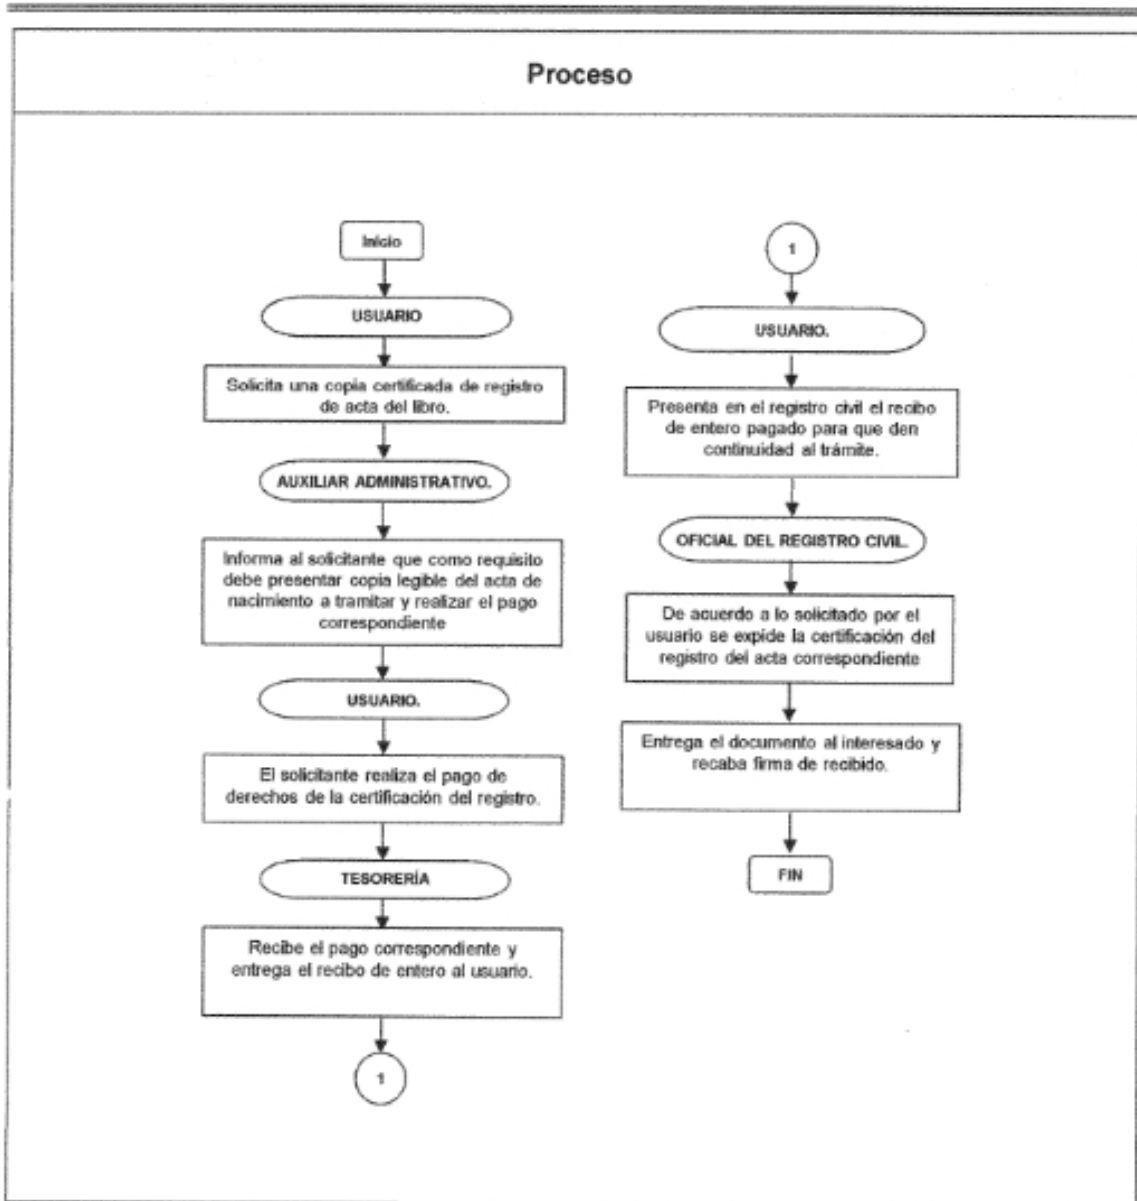 Proceso
Inicio
USUARIO
Solicita una copia certificada de registro
de acta del libro.
AUXILIAR ADMINISTRATIVO.
Informa al solicitante que como requisito
debe presentar copia legible del acta de
nacimiento a tramitar y realizar el pago
correspondiente
USUARIO.
El solicitante realiza el pago de
derechos de la certificación del registro.
TESORERÍA
Recibe el pago correspondiente y
entrega el recibo de entero al usuario.
1
1
USUARIO.
Presenta en el registro civil el recibo
de entero pagado para que den
continuidad al trámite.
OFICIAL DEL REGISTRO CIVIL.
De acuerdo a lo solicitado por el
usuario se expide la certificación del
registro del acta correspondiente
Entrega el documento al interesado y
recaba firma de recibido.
FIN